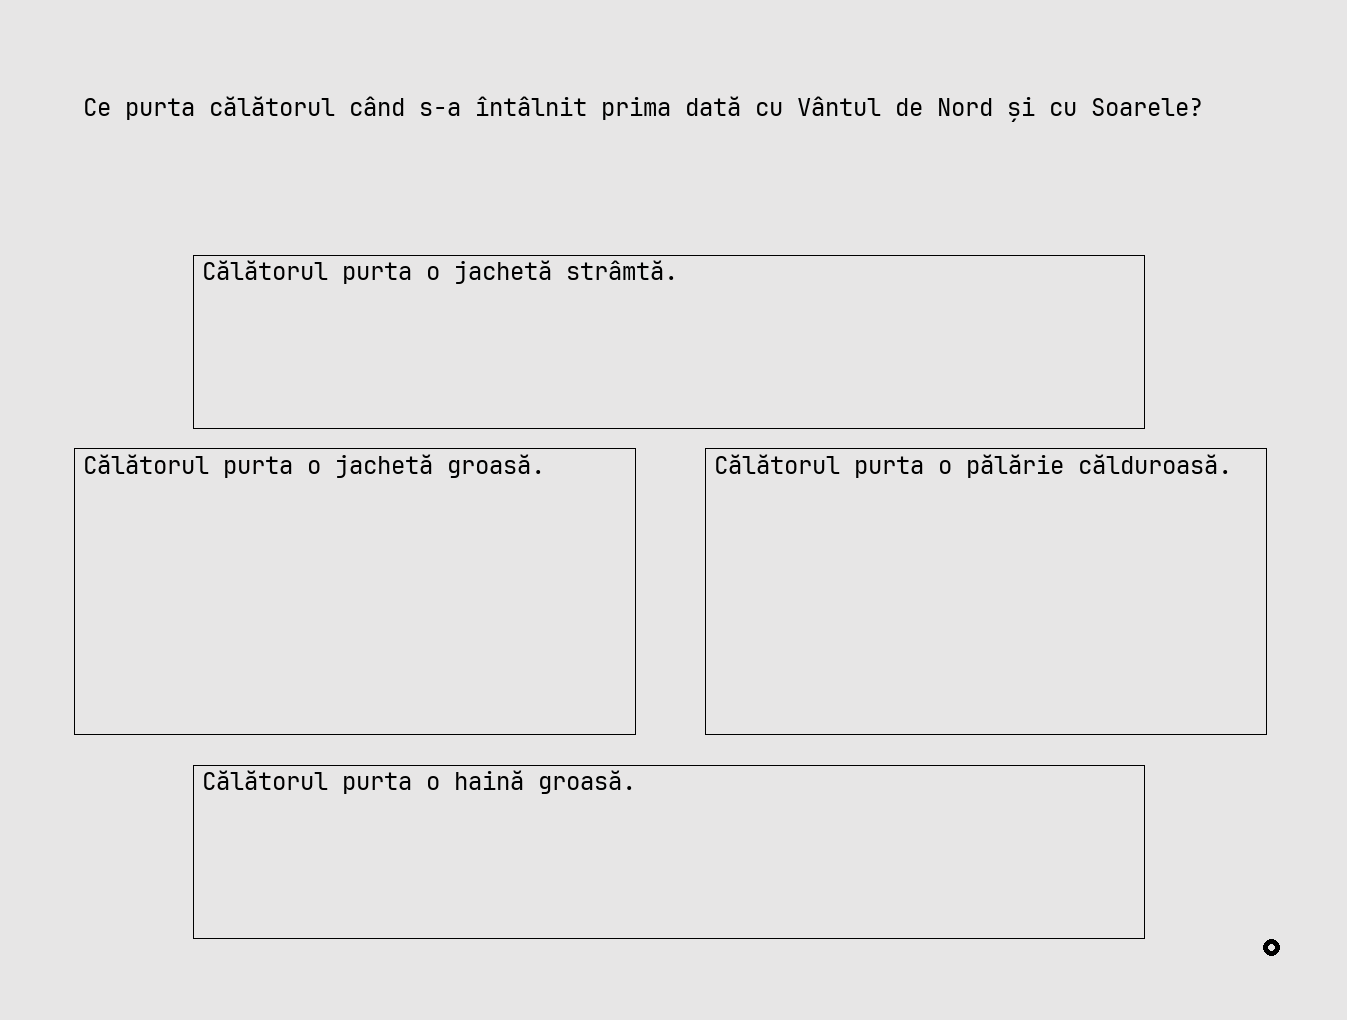 Ce purta călătorul când s-a întâlnit prima dată cu Vântul de Nord și cu Soarele?
Călătorul purta o jachetă strâmtă.
Călătorul purta o jachetă groasă.
Călătorul purta o pălărie călduroasă.
Călătorul purta o haină groasă.